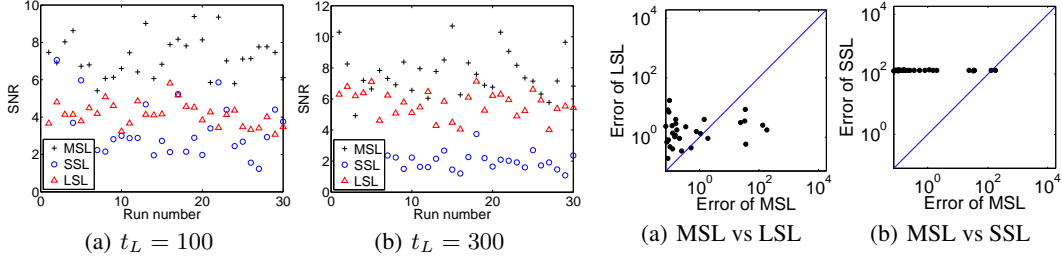 10
8
6
4
2
0
SNR
MSL
SSL
LSL
0 10 20 30
Run number
(a) t_L = 100
12
10
8
6
4
2
0
SNR
MSL
SSL
LSL
0 10 20 30
Run number
(b) t_L = 300
10^4
10^2
10^0
Error of LSL
10^0 10^2 10^4
Error of MSL
(a) MSL vs LSL
10^4
10^2
10^0
Error of SSL
10^0 10^2 10^4
Error of MSL
(b) MSL vs SSL